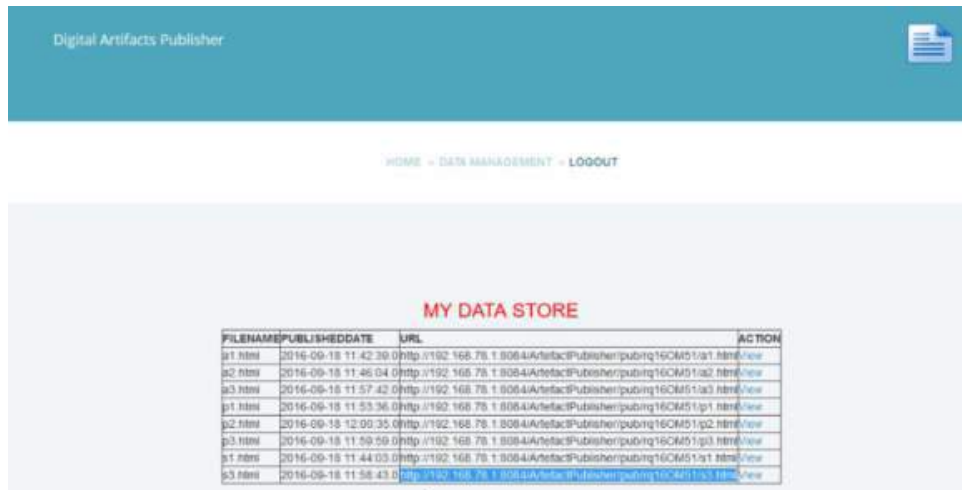 Digital Artifacts Publisher
HOME - DATA MANAGEMENT - LOGOUT
MY DATA STORE
FILENAME PUBLISHEDDATE URL ACTION
a1.html 2016-09-18 11:42:39.0 http://192.168.78.1:8084/ArtefactPublisher/pub/rq16OM51/a1.html View
a2.html 2016-09-18 11:46:04.0 http://192.168.78.1:8084/ArtefactPublisher/pub/rq16OM51/a2.html View
a3.html 2016-09-18 11:57:42.0 http://192.168.78.1:8084/ArtefactPublisher/pub/rq16OM51/a3.html View
p1.html 2016-09-18 11:53:36.0 http://192.168.78.1:8084/ArtefactPublisher/pub/rq16OM51/p1.html View
p2.html 2016-09-18 12:00:35.0 http://192.168.78.1:8084/ArtefactPublisher/pub/rq16OM51/p2.html View
p3.html 2016-09-18 11:59:59.0 http://192.168.78.1:8084/ArtefactPublisher/pub/rq16OM51/p3.html View
s1.html 2016-09-18 11:44:03.0 http://192.168.78.1:8084/ArtefactPublisher/pub/rq16OM51/s1.html View
s3.html 2016-09-18 11:58:43.0 http://192.168.78.1:8084/ArtefactPublisher/pub/rq16OM51/s3.html View